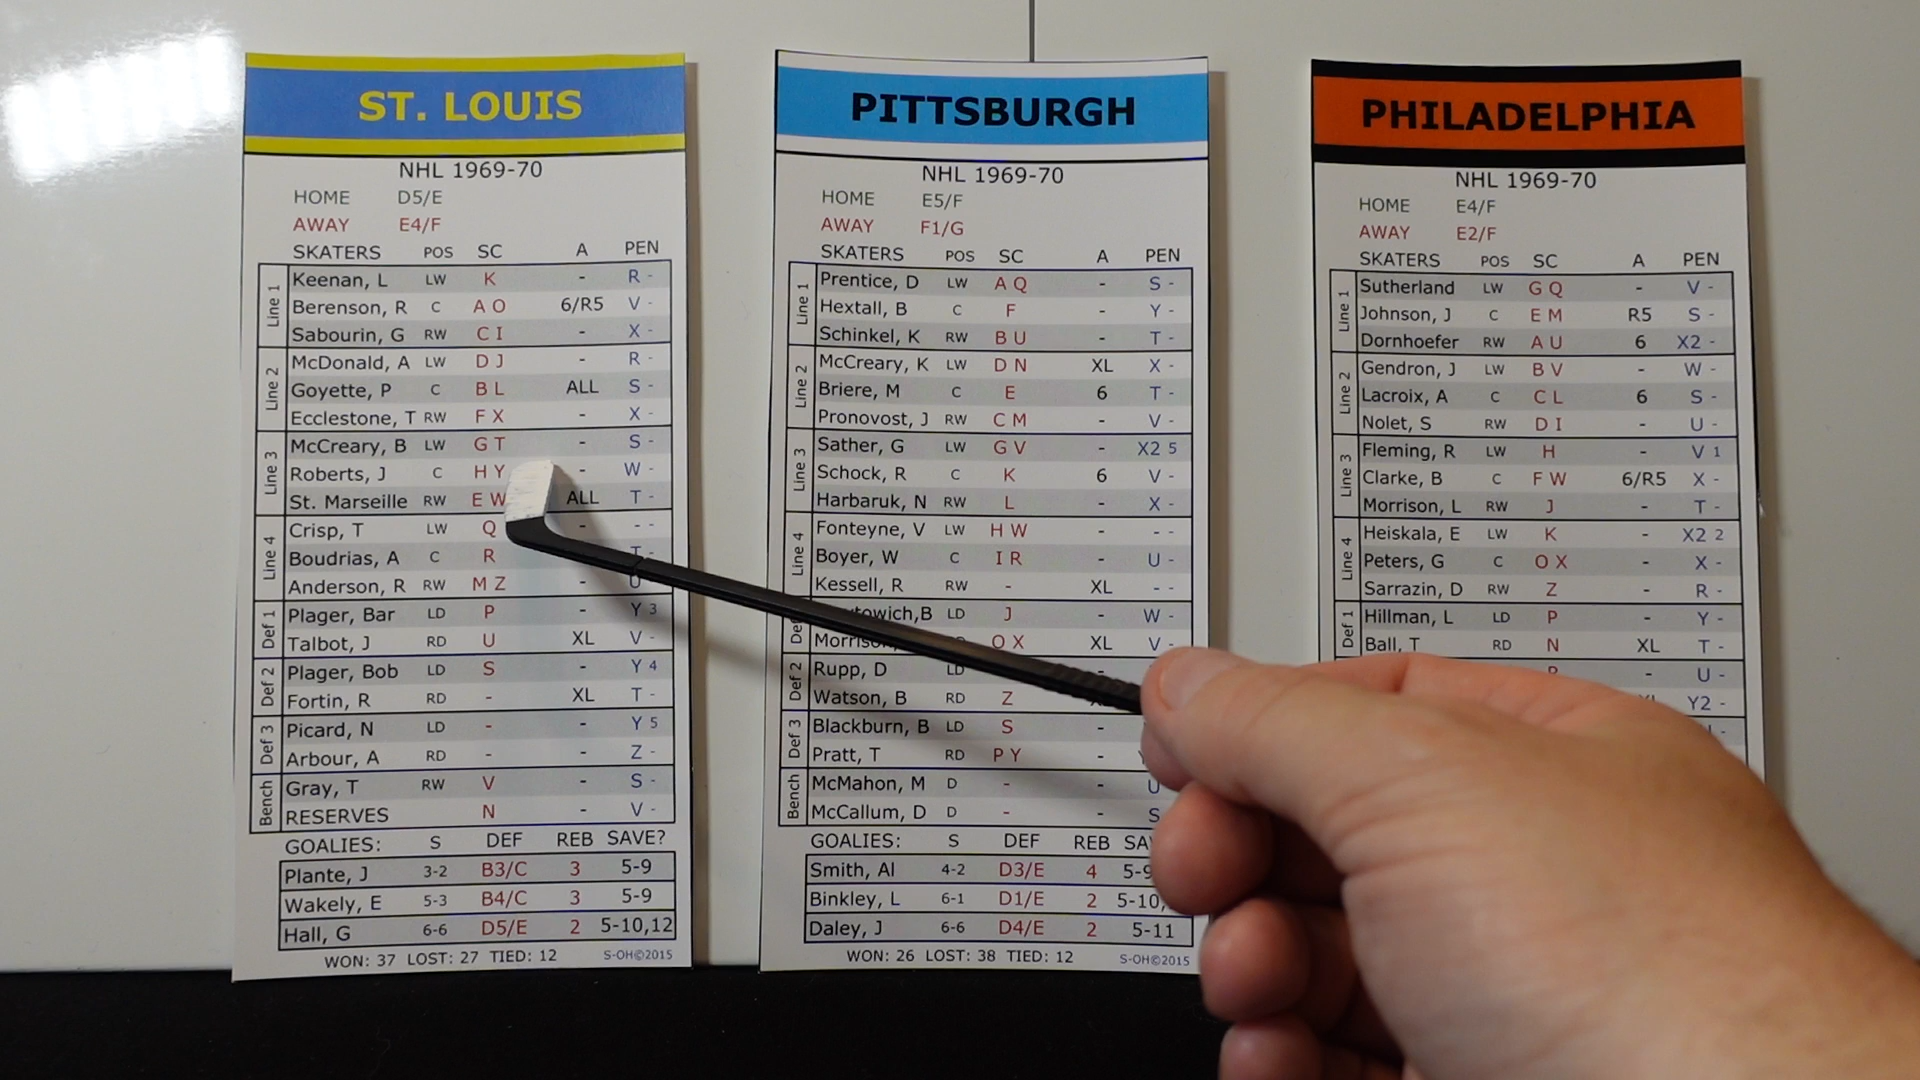 ST. LOUIS
NHL 1969-70
HOME D5/E
AWAY E4/F
SKATERS POS SC A PEN
Line 1
Keenan, L LW K - R -
Berenson, R C A O 6/R5 V -
Sabourin, G RW C I - X -
Line 2
McDonald, A LW D J - R -
Goyette, P C B L ALL S -
Ecclestone, T RW F X - X -
Line 3
McCreary, B LW G T - S -
Roberts, J C H Y - W -
St. Marseille RW E W ALL T -
Line 4
Crisp, T LW Q - - -
Boudrias, A C R T -
Anderson, R RW M Z - U -
Def 1
Plager, Bar LD P - Y 3
Talbot, J RD U XL V -
Def 2
Plager, Bob LD S - Y 4
Fortin, R RD - XL T -
Def 3
Picard, N LD - - Y 5
Arbour, A RD - - Z -
Bench
Gray, T RW V - S -
RESERVES N - V -
GOALIES: S DEF REB SAVE?
Plante, J 3-2 B3/C 3 5-9
Wakely, E 5-3 B4/C 3 5-9
Hall, G 6-6 D5/E 2 5-10,12
WON: 37 LOST: 27 TIED: 12 S-OH©2015
PITTSBURGH
NHL 1969-70
HOME E5/F
AWAY F1/G
SKATERS POS SC A PEN
Line 1
Prentice, D LW A Q - S -
Hextall, B C F - Y -
Schinkel, K RW B U - T -
Line 2
McCreary, K LW D N XL X -
Briere, M C E 6 T -
Pronovost, J RW C M - V -
Line 3
Sather, G LW G V - X2 5
Schock, R C K 6 V -
Harbaruk, N RW L - X -
Line 4
Fonteyne, V LW H W - - -
Boyer, W C I R - U -
Kessell, R RW - XL - -
LD J - W -
O X XL V -
Def 2
Rupp, D LD
Watson, B RD Z
Def 3
Blackburn, B LD S -
Pratt, T RD P Y -
Bench
McMahon, M D - - U
McCallum, D D - - S
GOALIES: S DEF REB
Smith, Al 4-2 D3/E 4
Binkley, L 6-1 D1/E 2
Daley, J 6-6 D4/E 2 5-11
WON: 26 LOST: 38 TIED: 12 S-OH©2015
PHILADELPHIA
NHL 1969-70
HOME E4/F
AWAY E2/F
SKATERS POS SC A PEN
Line 1
Sutherland LW G Q - V -
Johnson, J C E M R5 S -
Dornhoefer RW A U 6 X2 -
Line 2
Gendron, J LW B V - W -
Lacroix, A C C L 6 S -
Nolet, S RW D I - U -
Line 3
Fleming, R LW H - V 1
Clarke, B C F W 6/R5 X -
Morrison, L RW J - T -
Line 4
Heiskala, E LW K - X2 2
Peters, G C O X - X -
Sarrazin, D RW Z - R -
Def 1
Hillman, L LD P - Y -
Ball, T RD N XL T -
U -
Y2 -